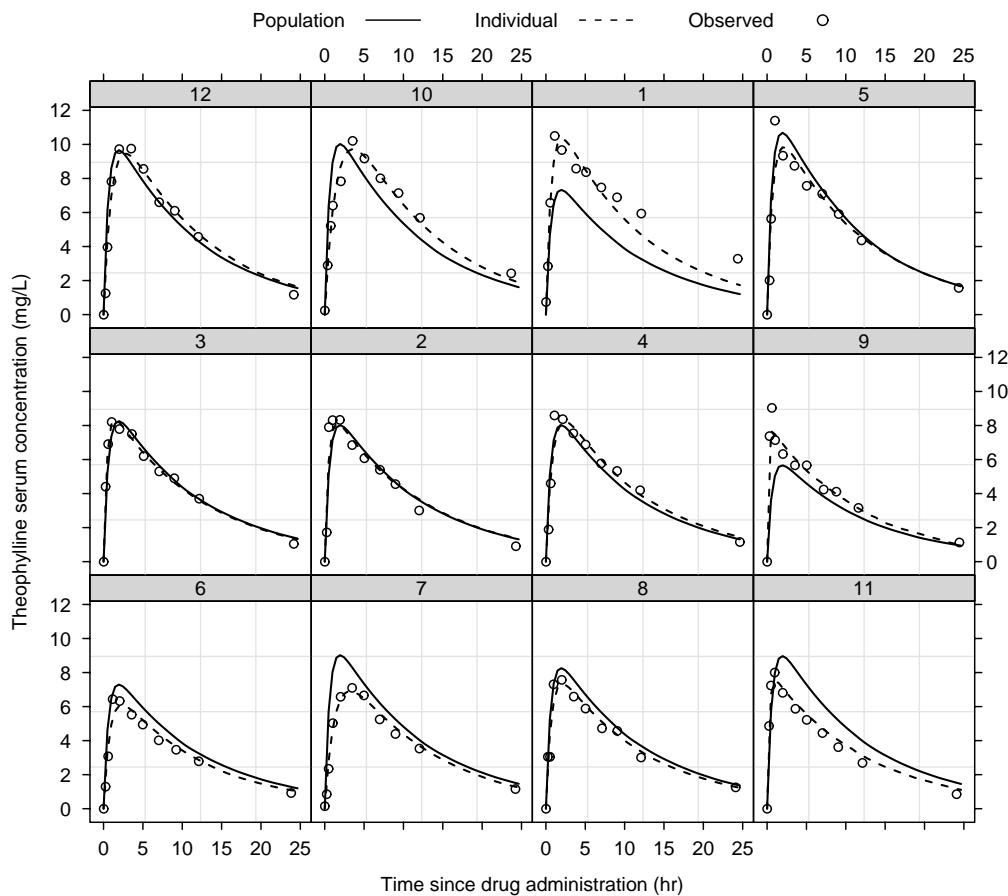 Population Individual Observed
0 5 10 15 20 25 0 5 10 15 20 25
12 10 1 5
12
10
8
6
4
2
0
3 2 4 9
12
10
8
6
4
2
0
6 7 8 11
12
10
8
6
4
2
0
0 5 10 15 20 25 0 5 10 15 20 25
Theophylline serum concentration (mg/L)
Time since drug administration (hr)